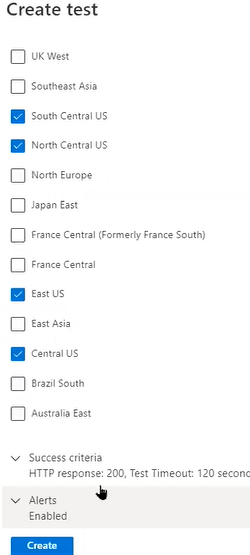 Create test
UK West
Southeast Asia
South Central US
North Central US
North Europe
Japan East
France Central (Formerly France South)
France Central
East US
East Asia
Central US
Brazil South
Australia East
Success criteria
HTTP response: 200, Test Timeout: 120 second
Alerts
Enabled
Create